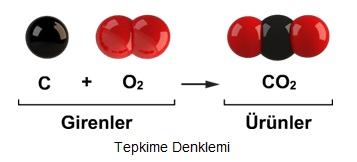 C + O₂ → CO₂
Girenler Ürünler
Tepkime Denklemi